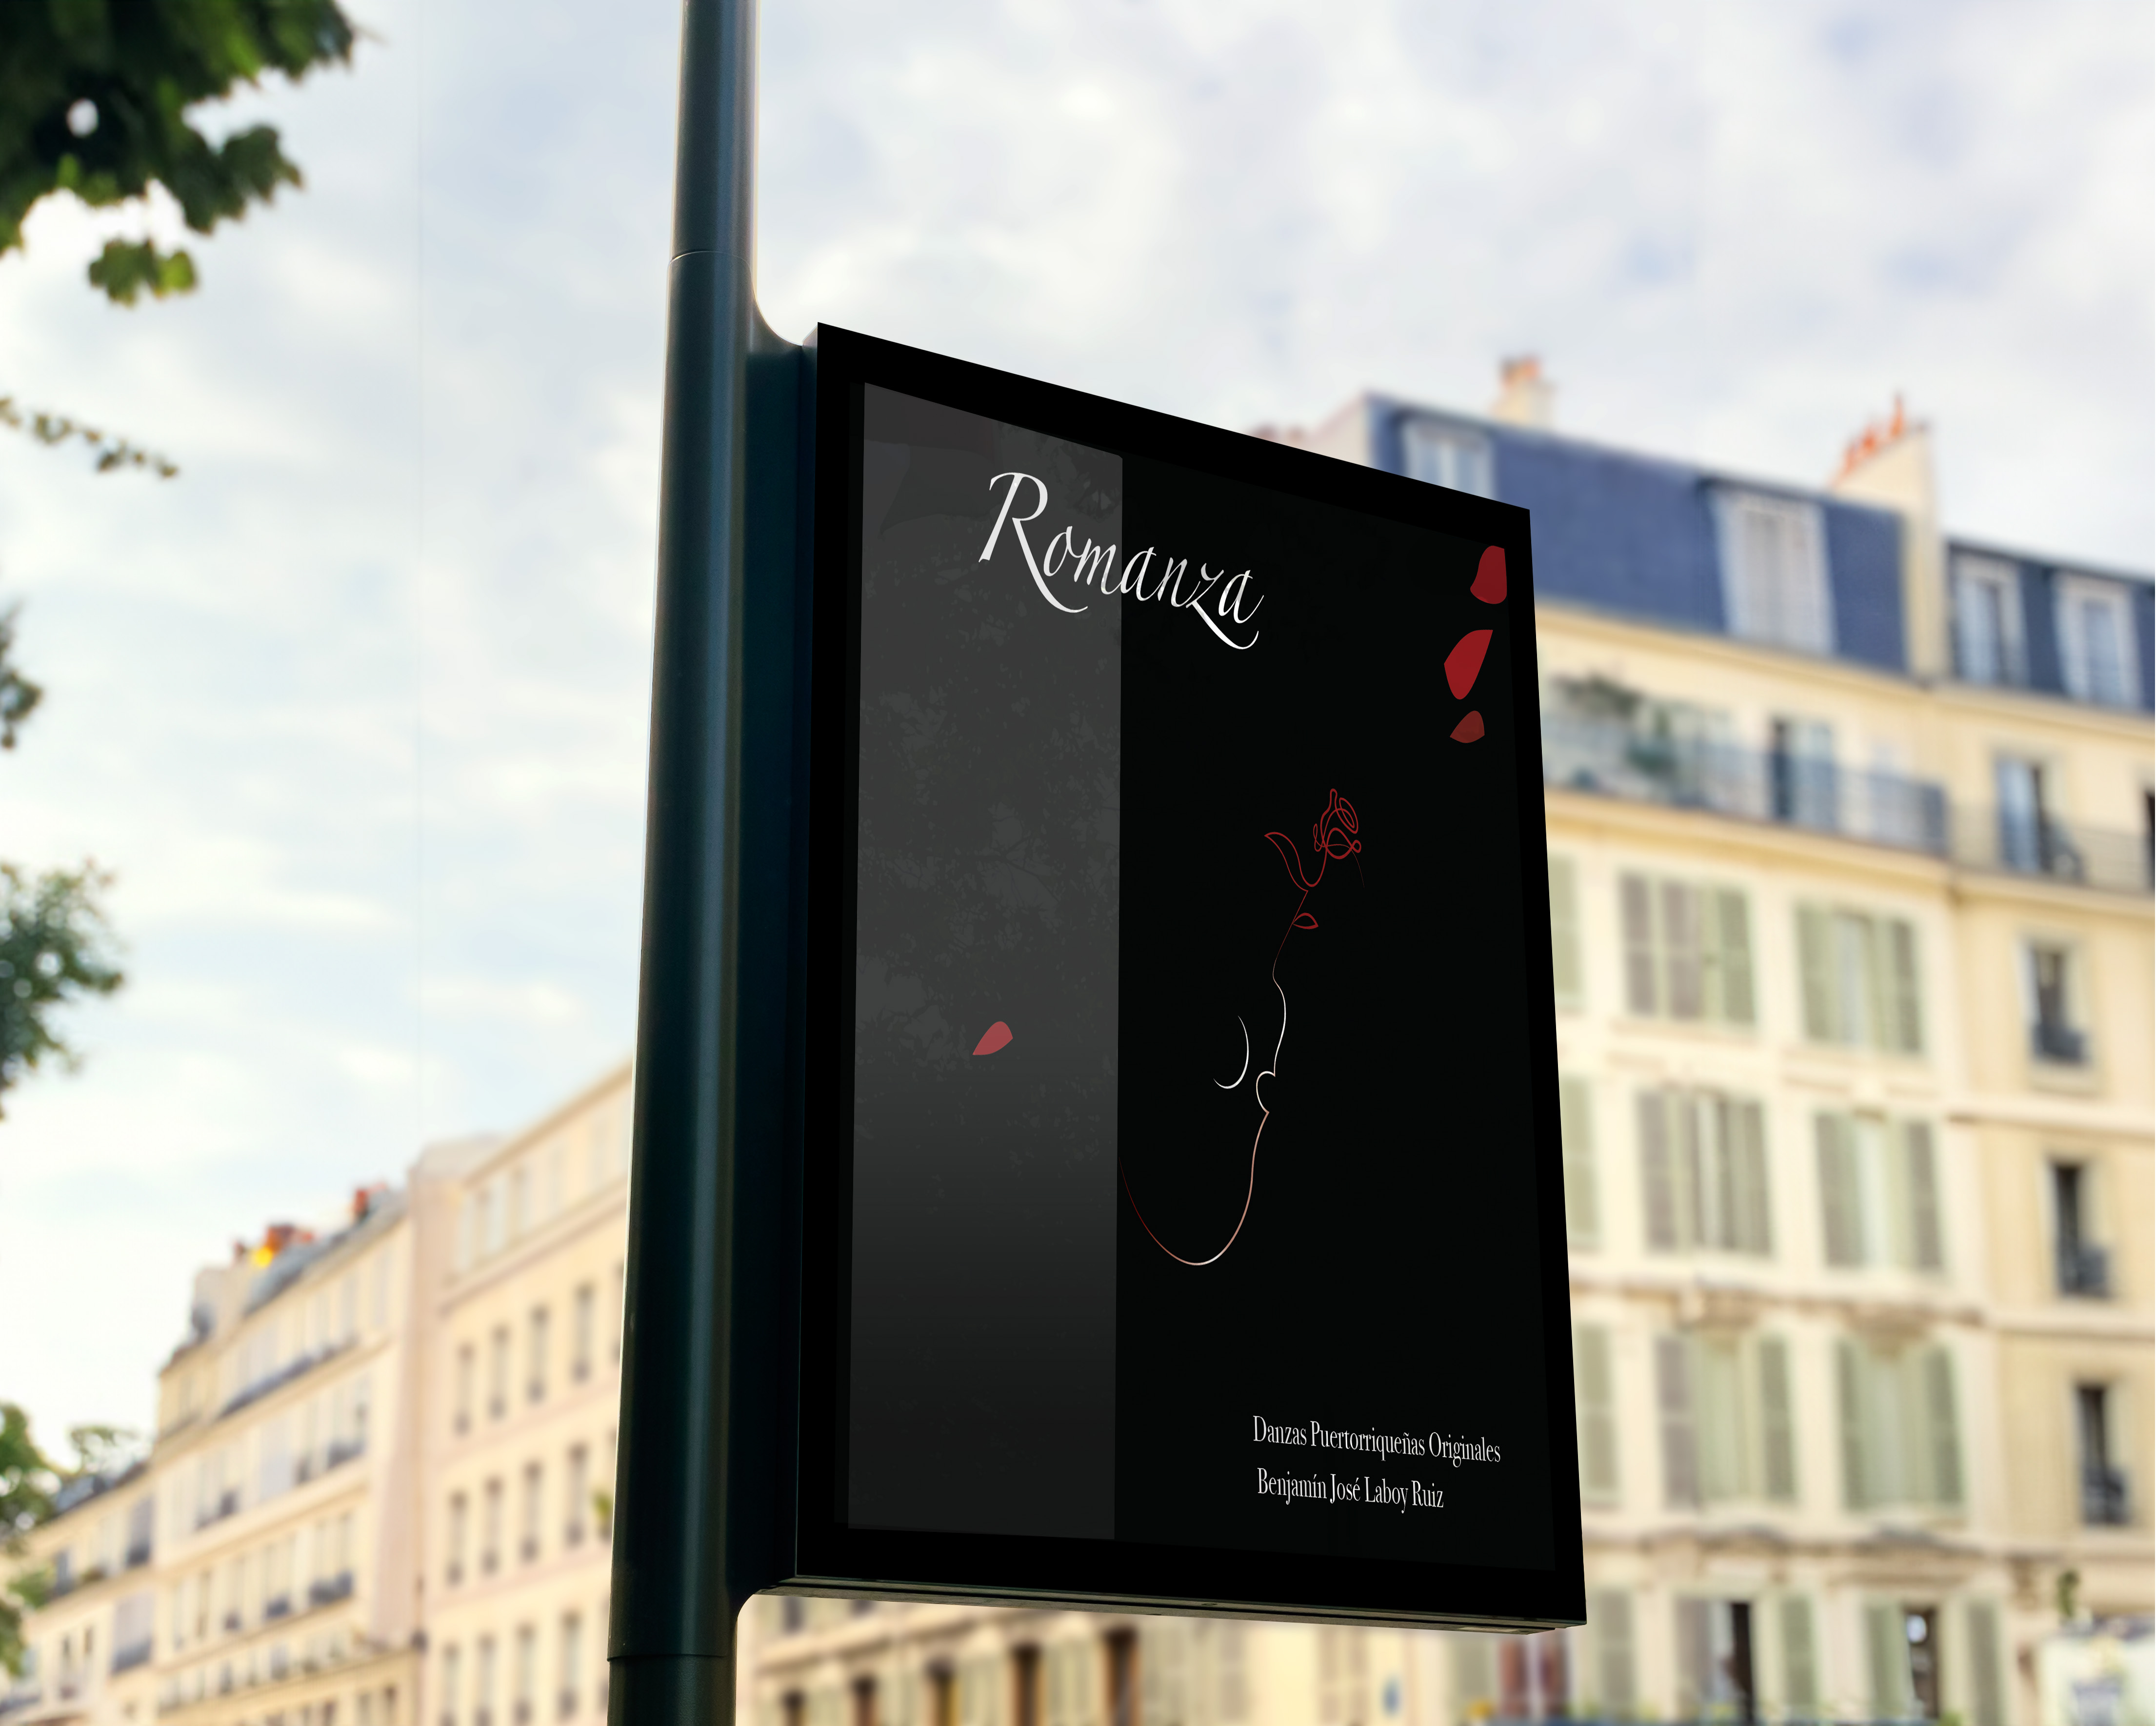 Romanza
Danzas Puertorriqueñas Originales
Benjamín José Laboy Ruiz